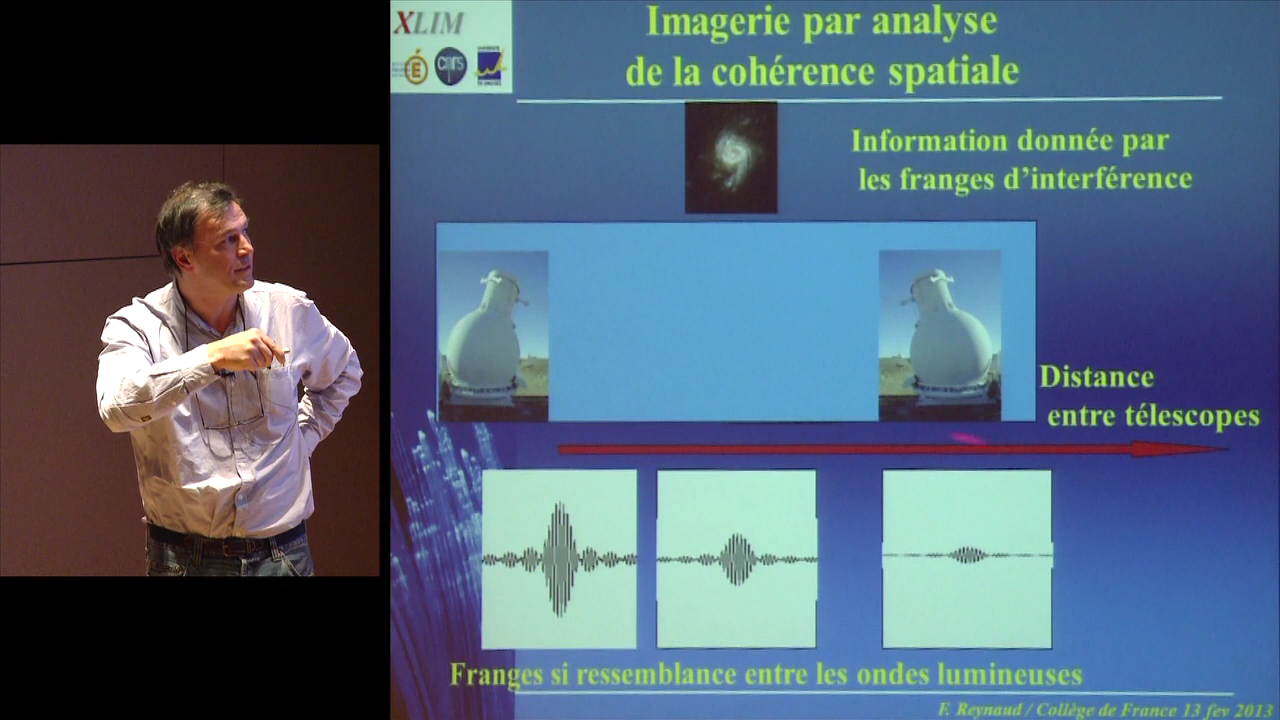 XLIM
CNRS
Imagerie par analyse
de la cohérence spatiale
Information donnée par
les franges d'interférence
Distance
entre télescopes
Franges si ressemblance entre les ondes lumineuses
F. Reynaud / Collège de France 13 fev 2013